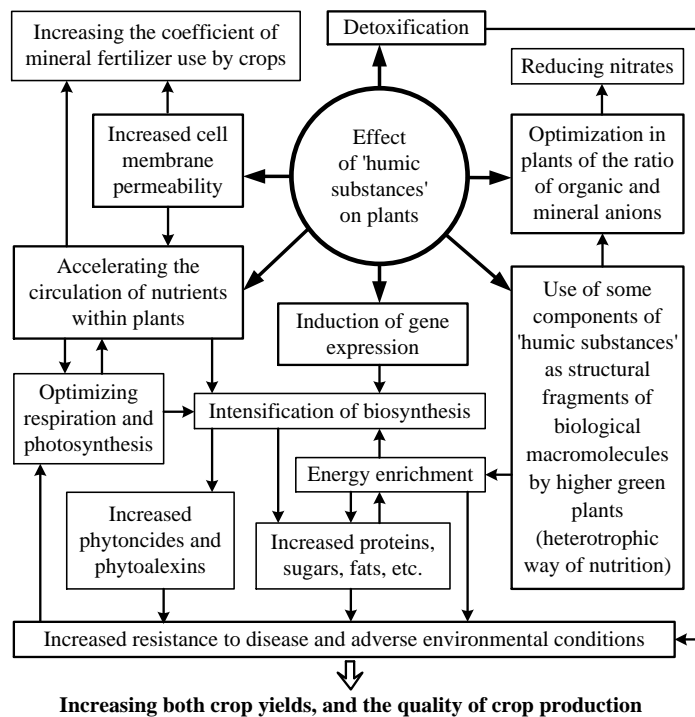 Increasing the coefficient of
mineral fertilizer use by crops
Detoxification
Reducing nitrates
Increased cell
membrane
permeability
Effect
of 'humic
substances'
on plants
Optimization in
plants of the ratio
of organic and
mineral anions
Accelerating the
circulation of nutrients
within plants
Induction of gene
expression
Use of some
components of
'humic substances'
as structural
fragments of
biological
macromolecules
by higher green
plants
(heterotrophic
way of nutrition)
Optimizing
respiration and
photosynthesis
Intensification of biosynthesis
Energy enrichment
Increased
phytoncides and
phytoalexins
Increased proteins,
sugars, fats, etc.
Increased resistance to disease and adverse environmental conditions
Increasing both crop yields, and the quality of crop production